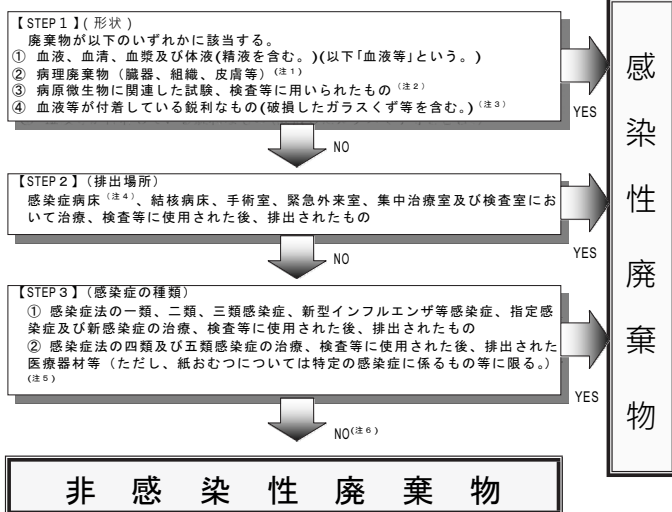 【STEP1】(形状)
廃棄物が以下のいずれかに該当する。
① 血液、血清、血漿及び体液(精液を含む。)(以下「血液等」という。)
② 病理廃棄物(臓器、組織、皮膚等)(注1)
③ 病原微生物に関連した試験、検査等に用いられたもの(注2)
④ 血液等が付着している鋭利なもの(破損したガラスくず等を含む。)(注3)
YES
NO
【STEP2】(排出場所)
感染症病床(注4)、結核病床、手術室、緊急外来室、集中治療室及び検査室にお
いて治療、検査等に使用された後、排出されたもの
YES
NO
【STEP3】(感染症の種類)
① 感染症法の一類、二類、三類感染症、新型インフルエンザ等感染症、指定感
染症及び新感染症の治療、検査等に使用された後、排出されたもの
② 感染症法の四類及び五類感染症の治療、検査等に使用された後、排出された
医療器材等(ただし、紙おむつについては特定の感染症に係るもの等に限る。)
(注5)
YES
NO(注6)
非感染性廃棄物
感染性廃棄物